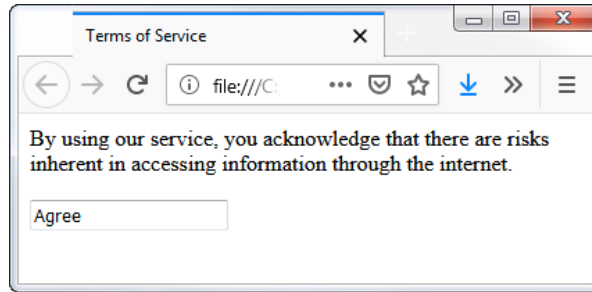 Terms of Service
file:///C:
By using our service, you acknowledge that there are risks
inherent in accessing information through the internet.
Agree